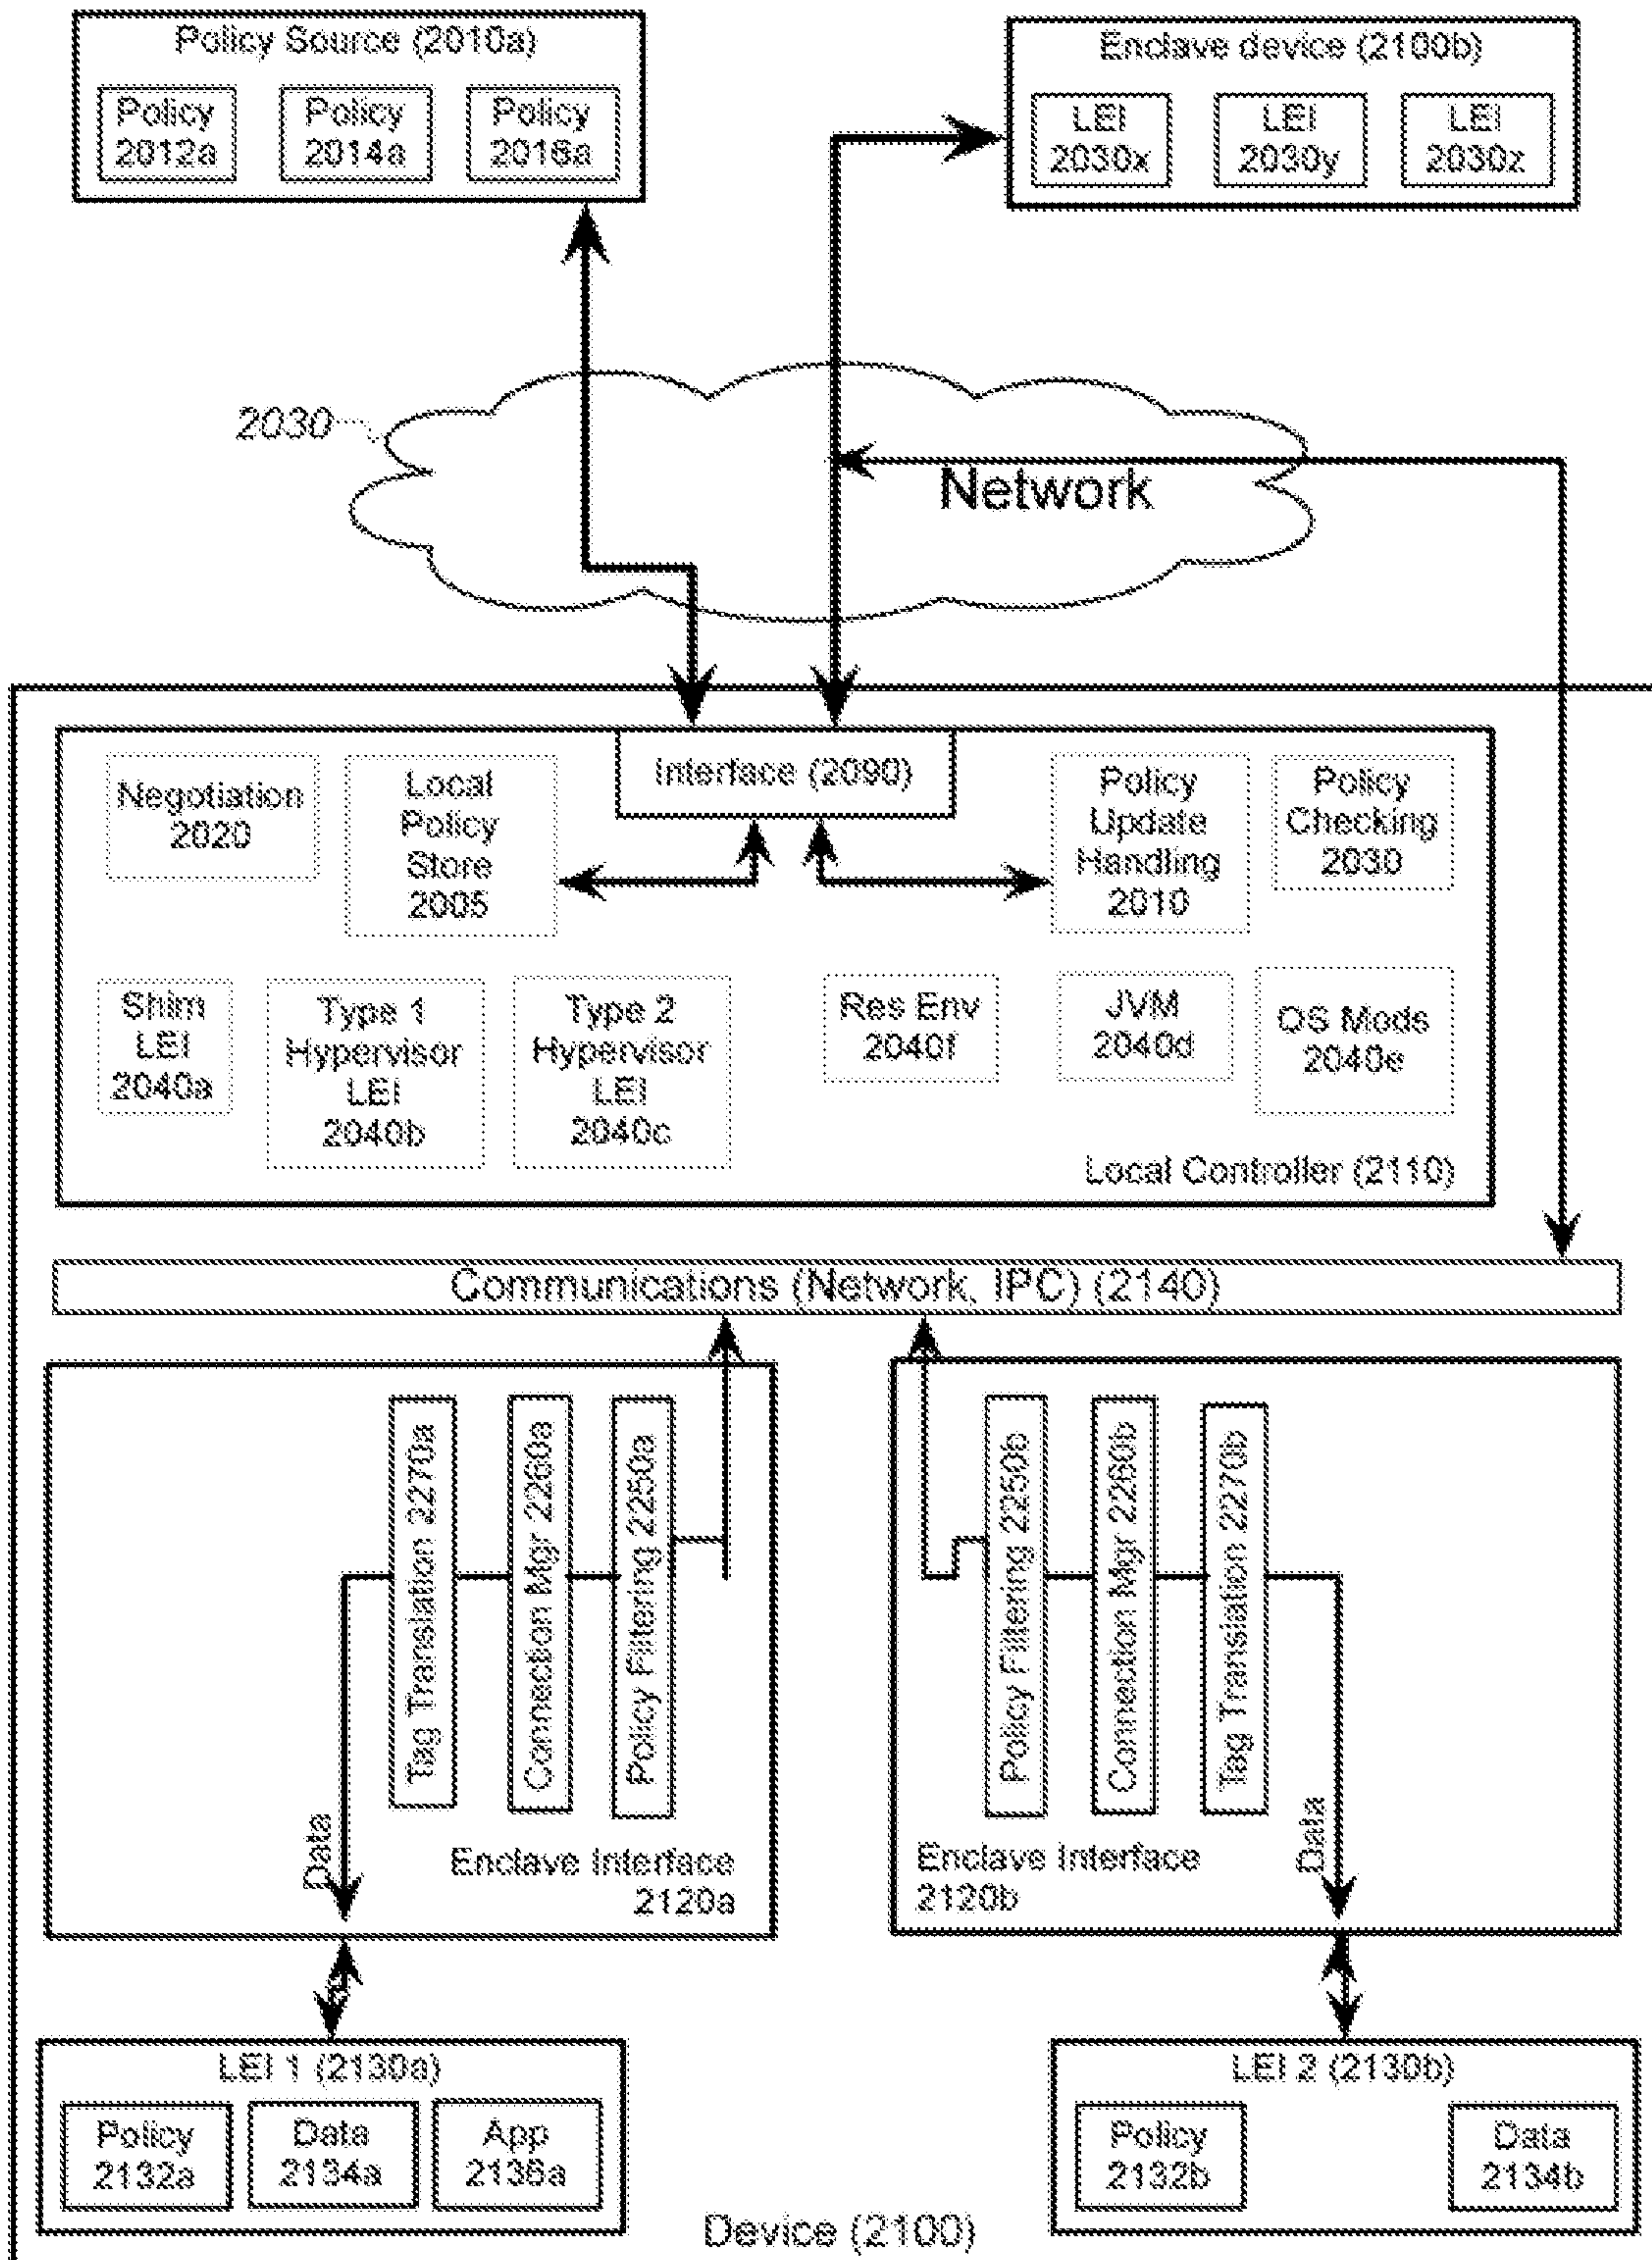 Policy Source (2010a)
Policy
2012a
Policy
2014a
Policy
2016a
Enclave device (2100b)
LEI
2030x
LEI
2030y
LEI
2030z
2030
Network
Interface (2090)
Negotiation
2020
Local
Policy
Store
2005
Policy
Update
Handling
2010
Policy
Checking
2030
Shim
LEI
2040a
Type 1
Hypervisor
LEI
2040b
Type 2
Hypervisor
LEI
2040c
Res Env
2040f
JVM
2040d
OS Mods
2040e
Local Controller (2110)
Communications (Network, IPC) (2140)
Tag Translation 2270a
Connection Mgr 2260a
Policy Filtering 2250a
Data
Enclave Interface
2120a
Policy Filtering 2250b
Connection Mgr 2260b
Tag Translation 2270b
Data
Enclave Interface
2120b
LEI 1 (2130a)
Policy
2132a
Data
2134a
App
2136a
LEI 2 (2130b)
Policy
2132b
Data
2134b
Device (2100)